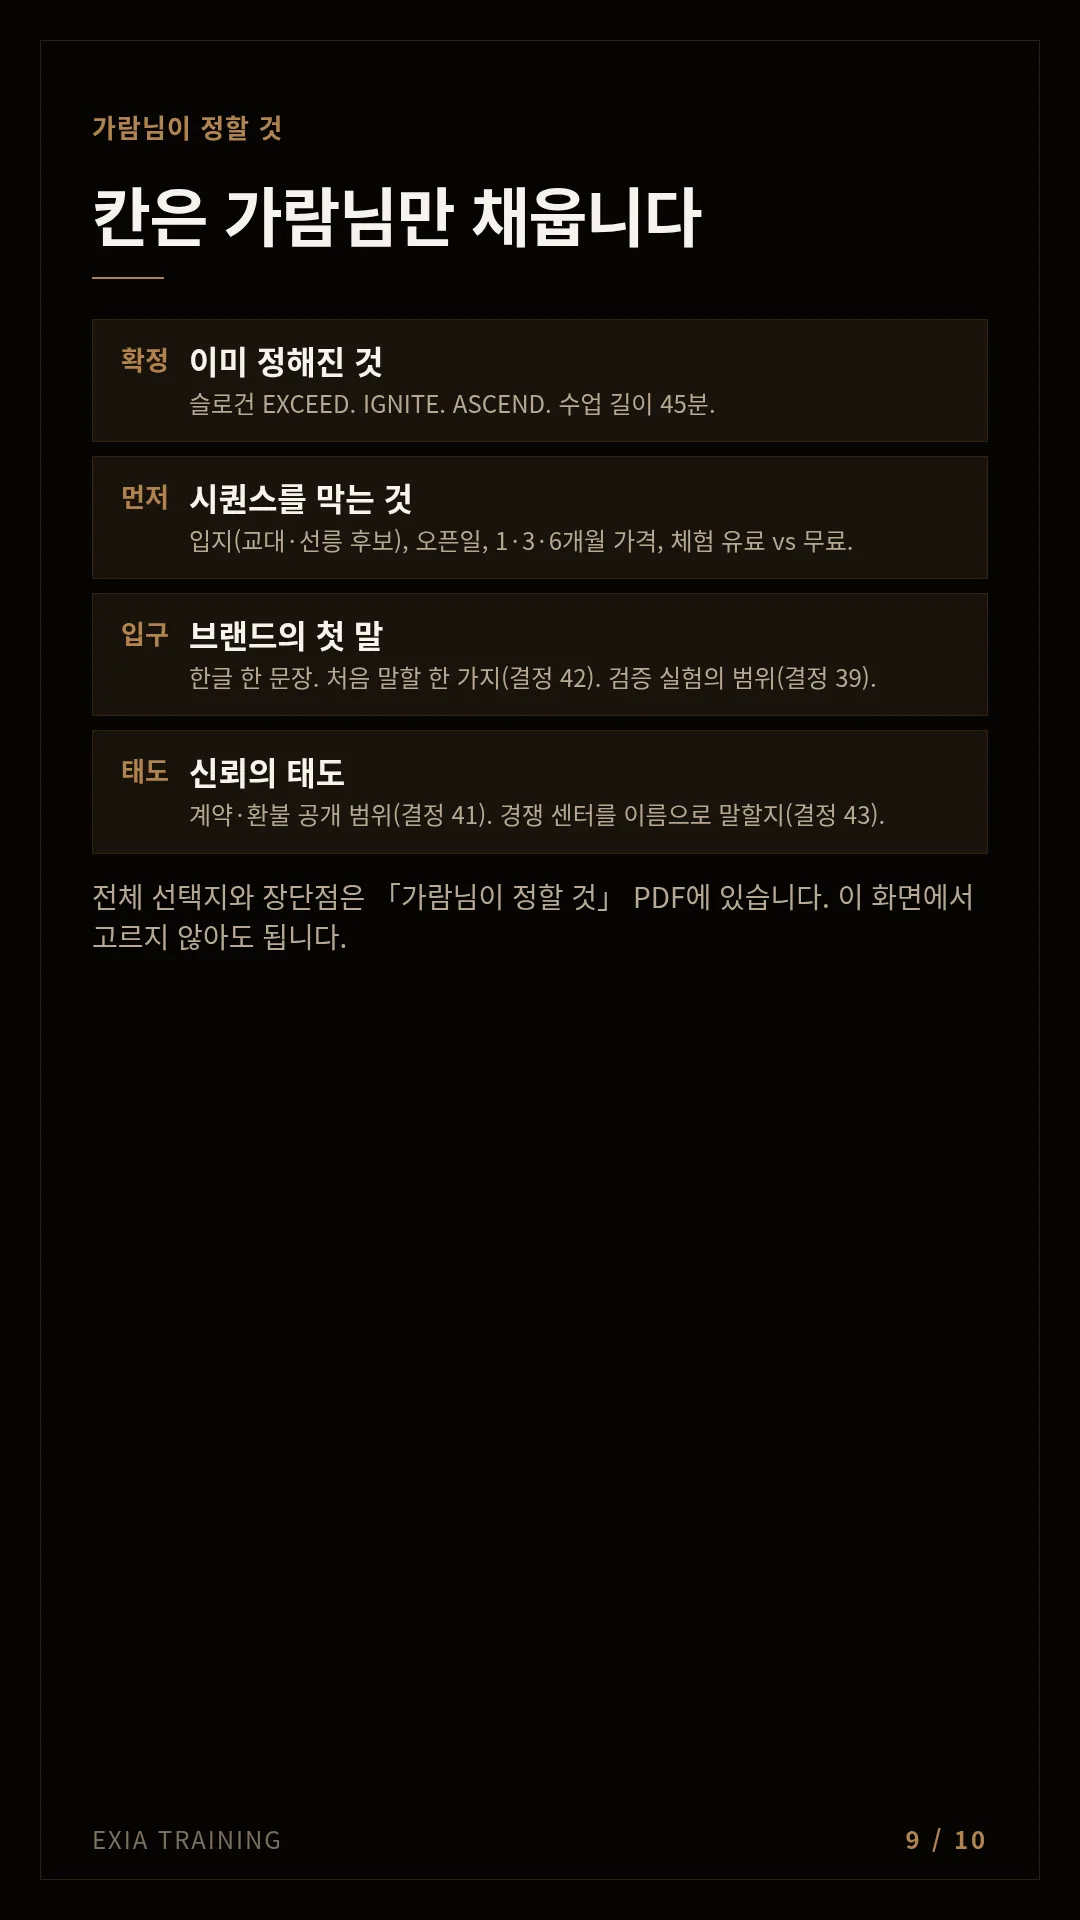 가람님이 정할 것
칸은 가람님만 채웁니다
확정 이미 정해진 것
슬로건 EXCEED. IGNITE. ASCEND. 수업 길이 45분.
먼저 시퀀스를 막는 것
입지(교대·선릉 후보), 오픈일, 1·3·6개월 가격, 체험 유료 vs 무료.
입구 브랜드의 첫 말
한글 한 문장. 처음 말할 한 가지(결정 42). 검증 실험의 범위(결정 39).
태도 신뢰의 태도
계약·환불 공개 범위(결정 41). 경쟁 센터를 이름으로 말할지(결정 43).
전체 선택지와 장단점은 「가람님이 정할 것」 PDF에 있습니다. 이 화면에서
고르지 않아도 됩니다.
EXIA TRAINING
9 / 10